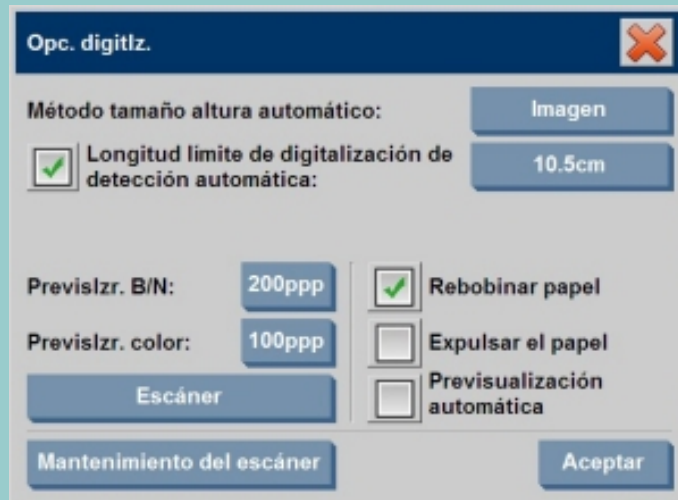 Opc. digitlz.
Método tamaño altura automático:
Imagen
Longitud limite de digitalización de
detección automática:
10.5cm
Previslzr. B/N:
200ppp
Rebobinar papel
Previslzr. color:
100ppp
Expulsar el papel
Escáner
Previsualización
automática
Mantenimiento del escáner
Aceptar